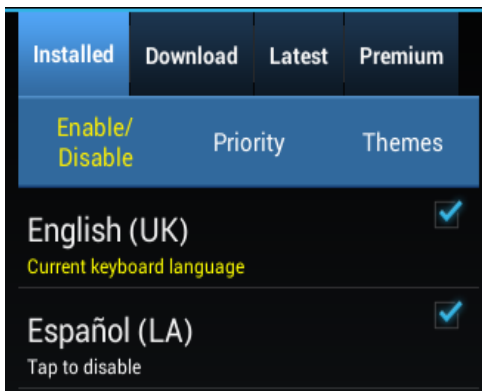 Installed Download Latest Premium
Enable/
Disable
Priority
Themes
English (UK)
Current keyboard language
Español (LA)
Tap to disable